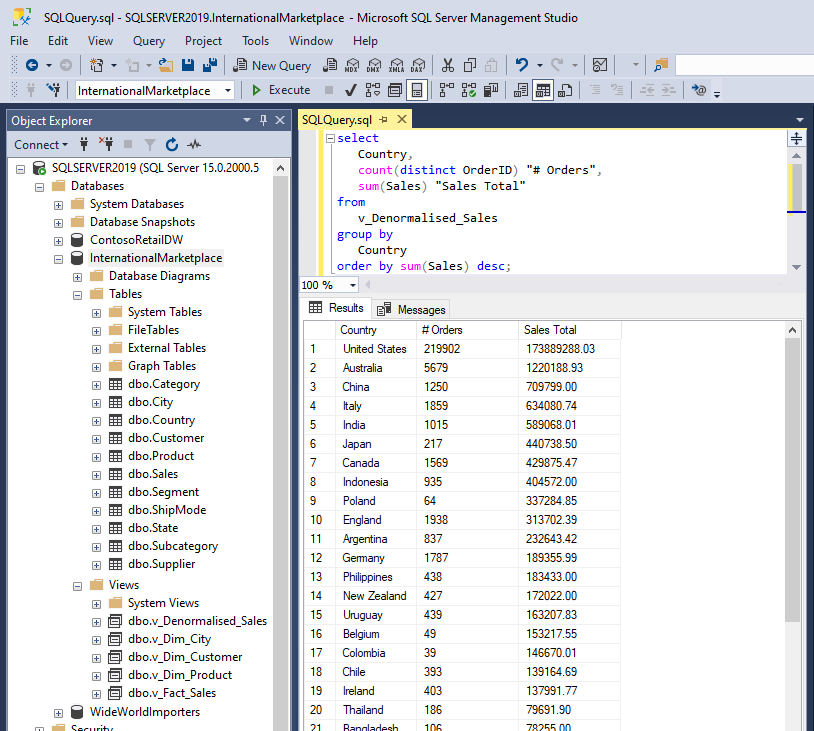 SQLQuery.sql - SQLSERVER2019.InternationalMarketplace - Microsoft SQL Server Management Studio
File Edit View Query Project Tools Window Help
New Query MDX DMX XMLA DAX
InternationalMarketplace Execute
Object Explorer
Connect
SQLSERVER2019 (SQL Server 15.0.2000.5
Databases
System Databases
Database Snapshots
ContosoRetailDW
InternationalMarketplace
Database Diagrams
Tables
System Tables
FileTables
External Tables
Graph Tables
dbo.Category
dbo.City
dbo.Country
dbo.Customer
dbo.Product
dbo.Sales
dbo.Segment
dbo.ShipMode
dbo.State
dbo.Subcategory
dbo.Supplier
Views
System Views
dbo.v_Denormalised_Sales
dbo.v_Dim_City
dbo.v_Dim_Customer
dbo.v_Dim_Product
dbo.v_Fact_Sales
WideWorldImporters
Security
SQLQuery.sql
select
Country,
count(distinct OrderID) "# Orders",
sum(Sales) "Sales Total"
from
v_Denormalised_Sales
group by
Country
order by sum(Sales) desc;
100 %
Results Messages
Country # Orders Sales Total
1 United States 219902 173889288.03
2 Australia 5679 1220188.93
3 China 1250 709799.00
4 Italy 1859 634080.74
5 India 1015 589068.01
6 Japan 217 440738.50
7 Canada 1569 429875.47
8 Indonesia 935 404572.00
9 Poland 64 337284.85
10 England 1938 313702.39
11 Argentina 837 232643.42
12 Germany 1787 189355.99
13 Philippines 438 183433.00
14 New Zealand 427 172022.00
15 Uruguay 439 163207.83
16 Belgium 49 153217.55
17 Colombia 39 146670.01
18 Chile 393 139164.69
19 Ireland 403 137991.77
20 Thailand 186 79691.90
21 Bangladesh 106 78255.00